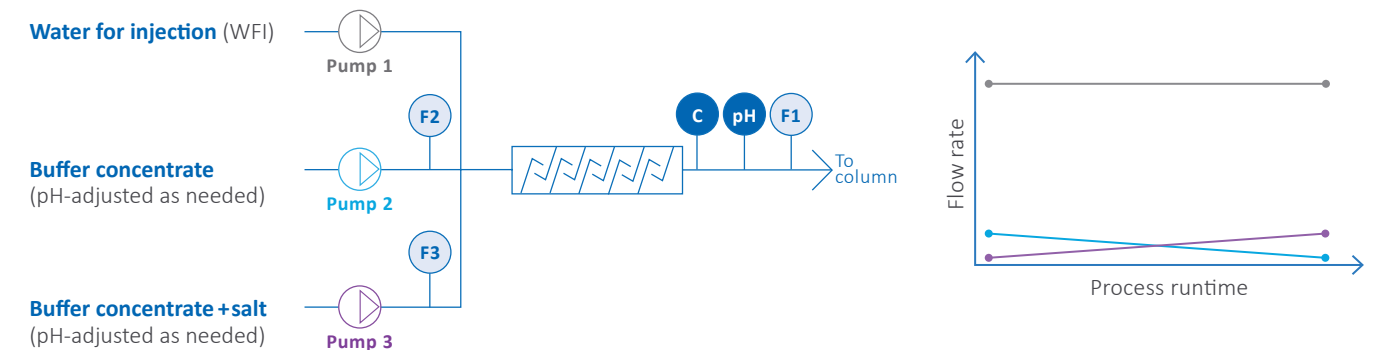 Water for injection (WFI)
Pump 1
F2
Buffer concentrate
(pH-adjusted as needed)
Pump 2
F3
Buffer concentrate + salt
(pH-adjusted as needed)
Pump 3
C
pH
F1
To
column
Flow rate
Process runtime